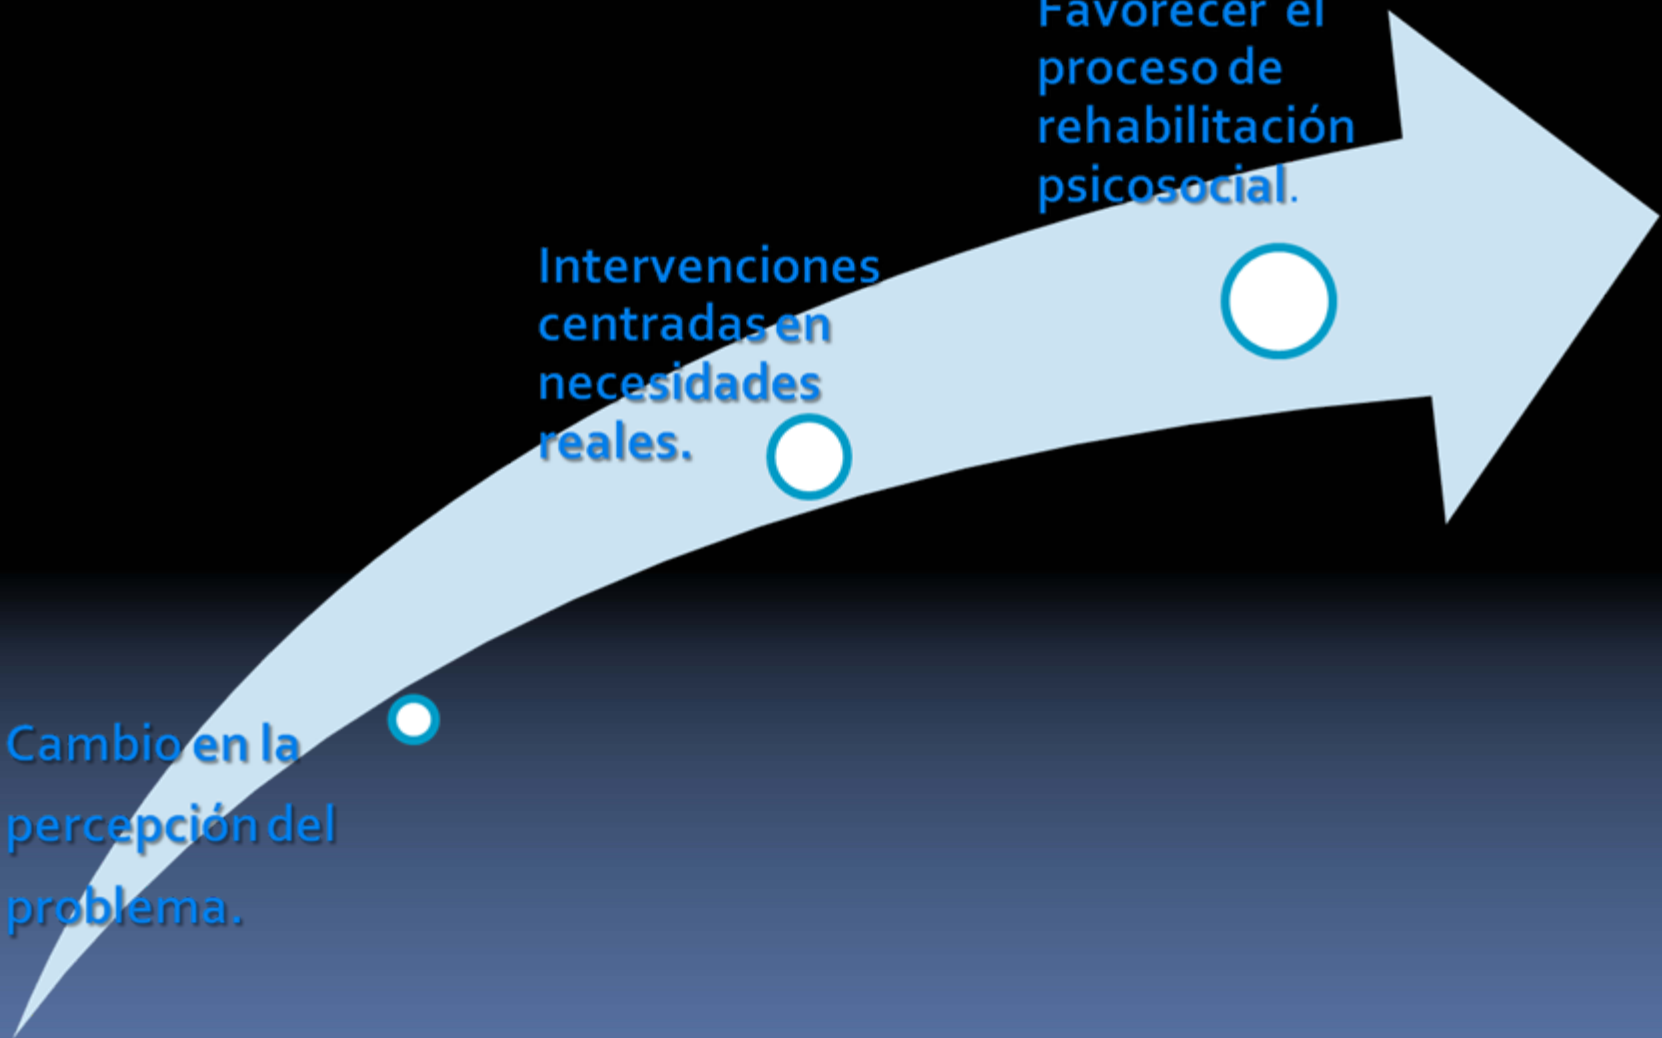 Favorecer el
proceso de
rehabilitación
psicosocial.
Intervenciones
centradas en
necesidades
reales.
Cambio en la
percepción del
problema.